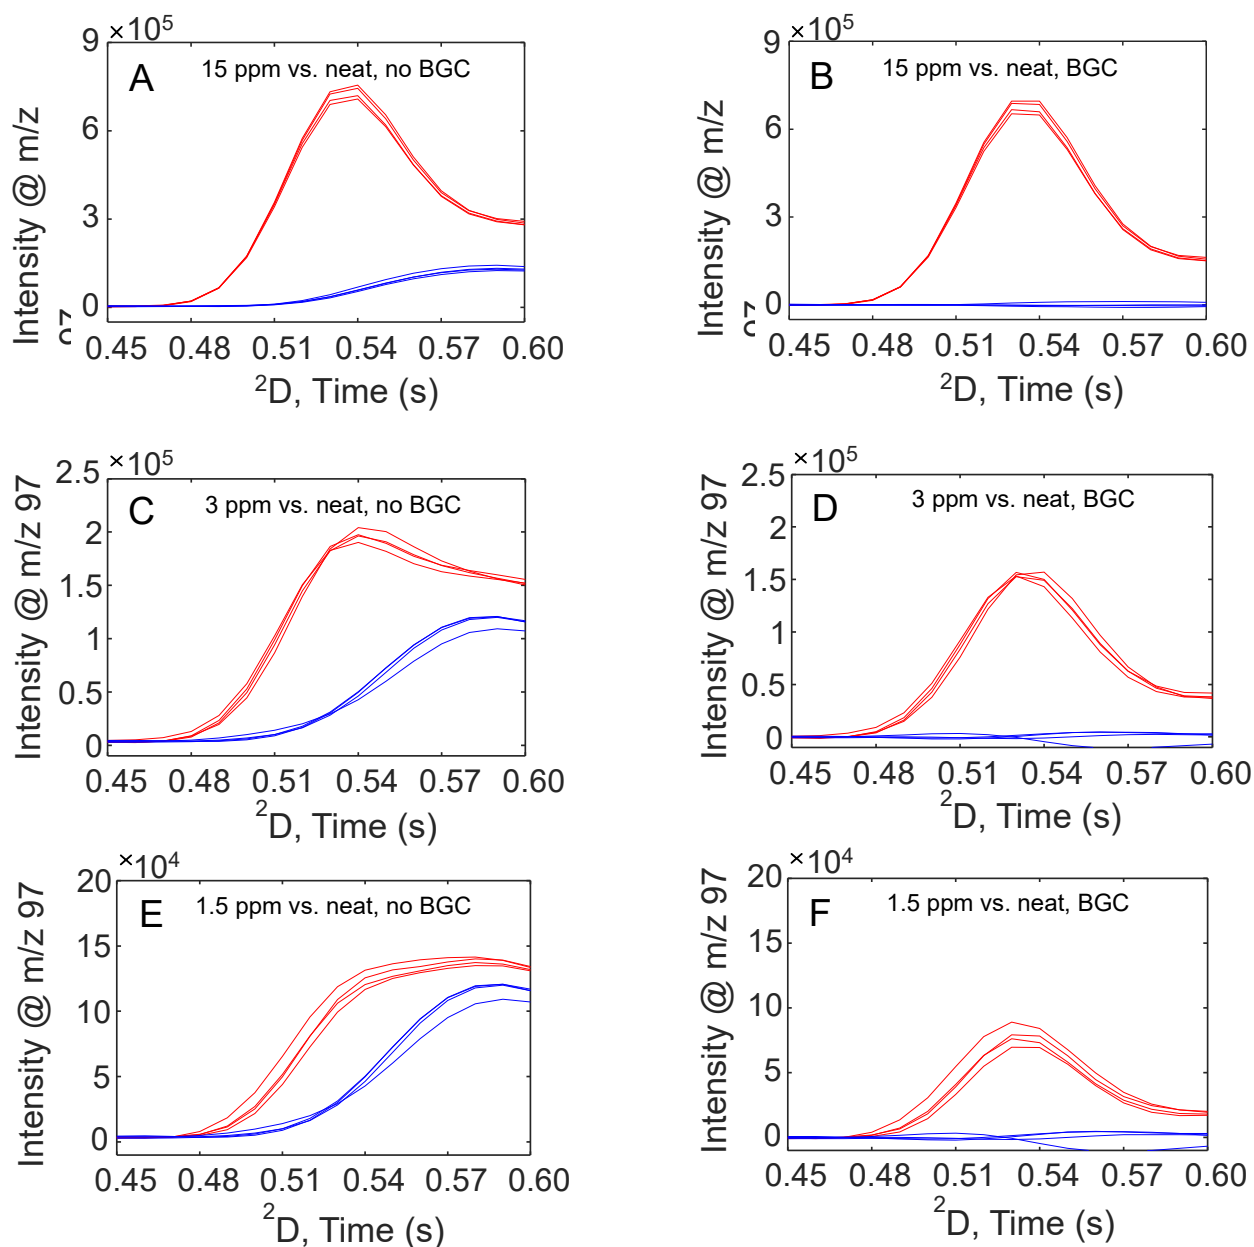 ×10⁵
9
6
3
0
A
15 ppm vs. neat, no BGC
Intensity @ m/z
0.45 0.48 0.51 0.54 0.57 0.60
²D, Time (s)
×10⁵
9
6
3
0
B
15 ppm vs. neat, BGC
Intensity @ m/z
0.45 0.48 0.51 0.54 0.57 0.60
²D, Time (s)
×10⁵
2.5
2
1.5
1
0.5
0
C
3 ppm vs. neat, no BGC
Intensity @ m/z 97
0.45 0.48 0.51 0.54 0.57 0.60
²D, Time (s)
×10⁵
2.5
2
1.5
1
0.5
0
D
3 ppm vs. neat, BGC
Intensity @ m/z 97
0.45 0.48 0.51 0.54 0.57 0.60
²D, Time (s)
×10⁴
20
15
10
5
0
E
1.5 ppm vs. neat, no BGC
Intensity @ m/z 97
0.45 0.48 0.51 0.54 0.57 0.60
²D, Time (s)
×10⁴
20
15
10
5
0
F
1.5 ppm vs. neat, BGC
Intensity @ m/z 97
0.45 0.48 0.51 0.54 0.57 0.60
²D, Time (s)